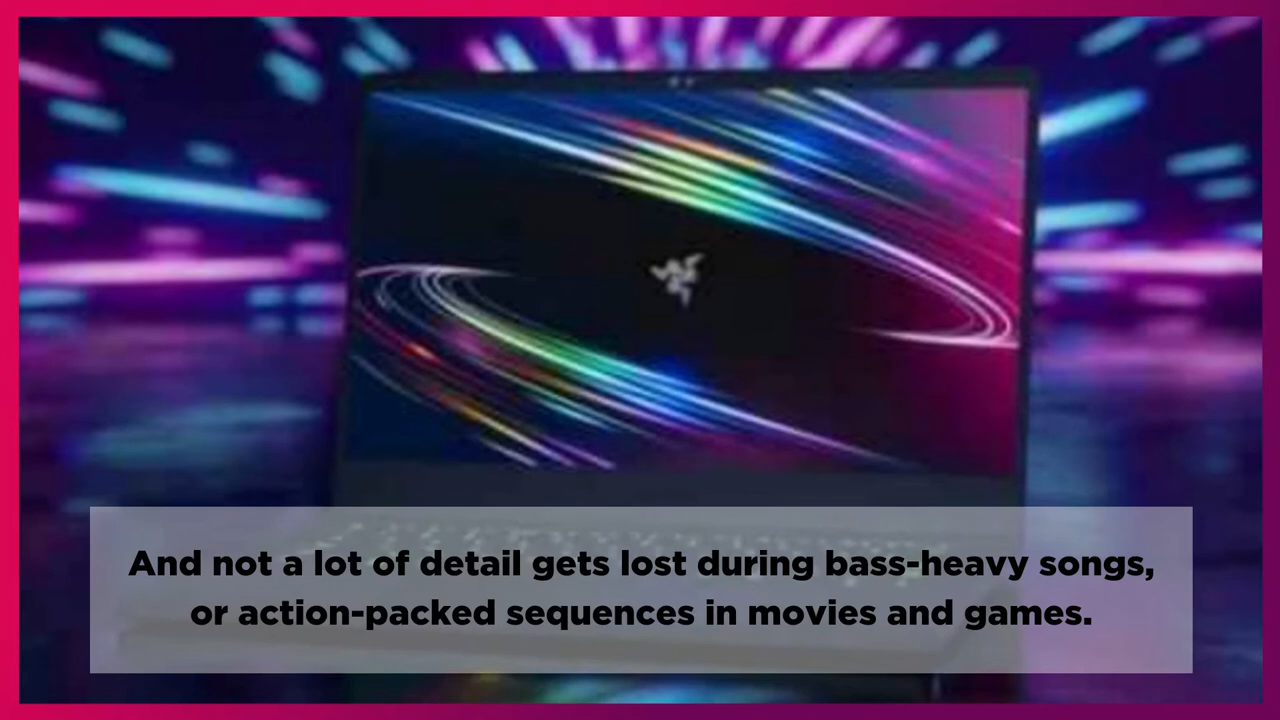 And not a lot of detail gets lost during bass-heavy songs,
or action-packed sequences in movies and games.